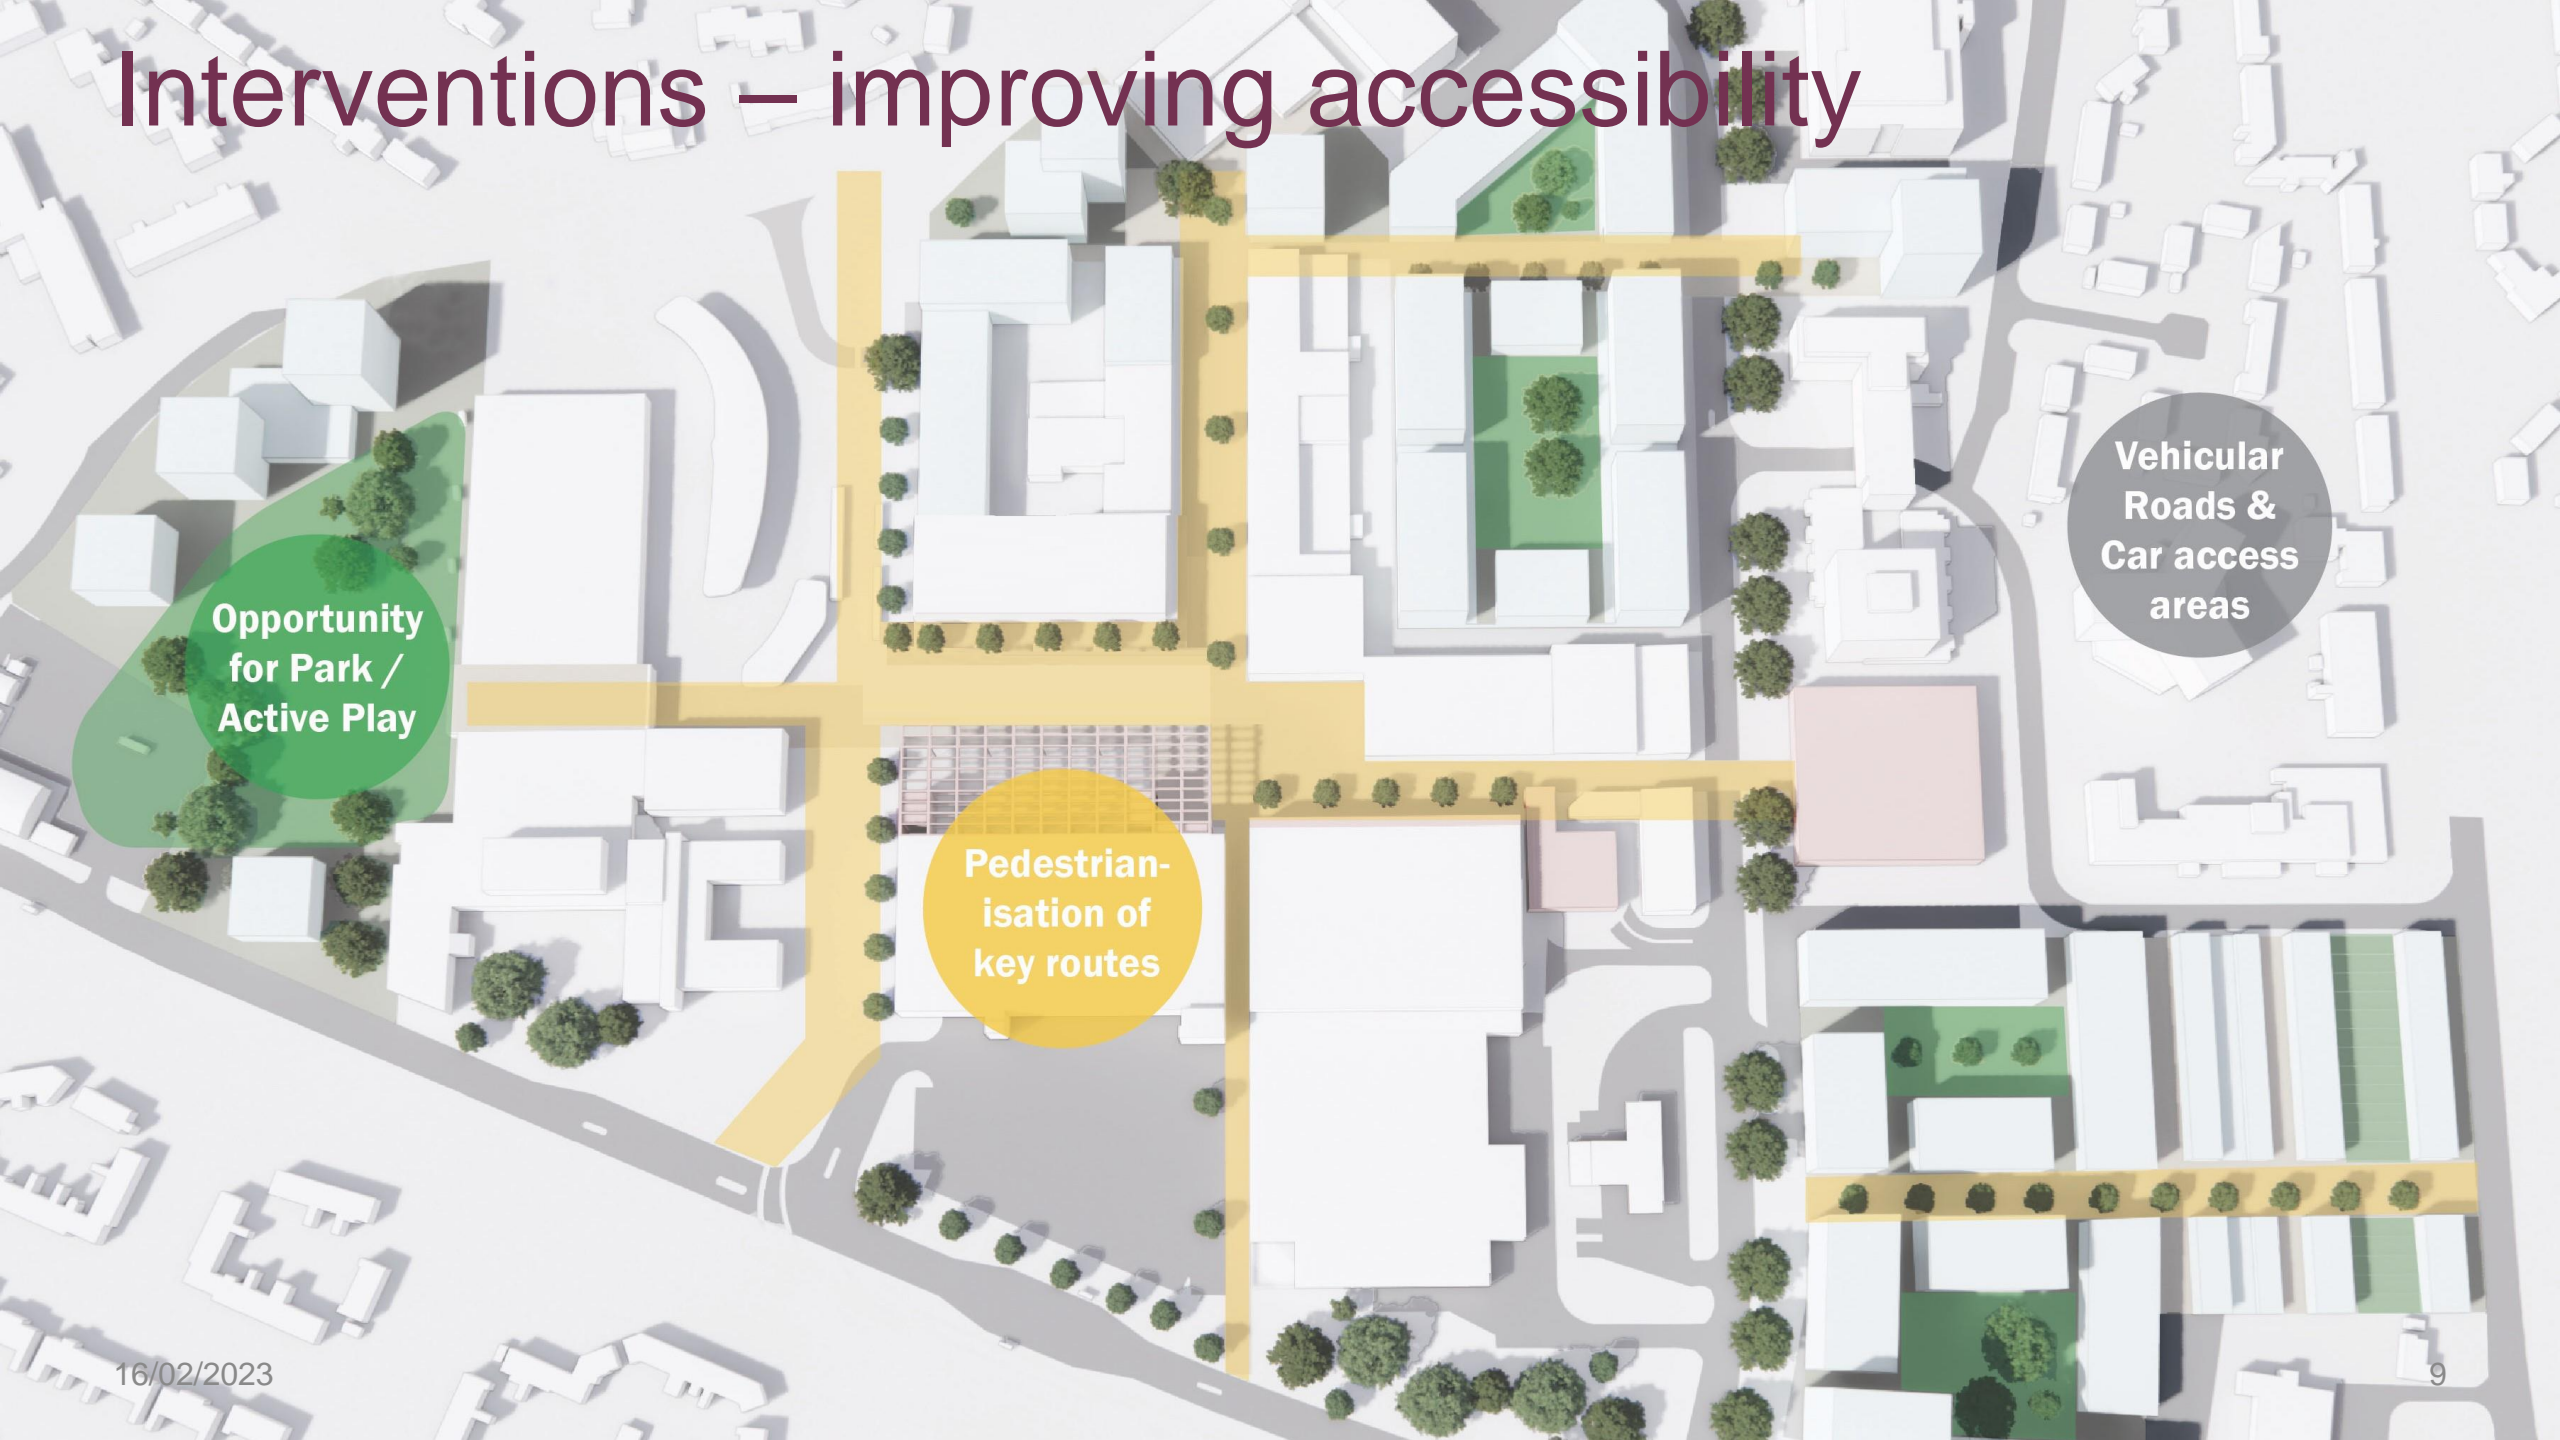 Interventions – improving accessibility
Vehicular
Roads &
Car access
areas
Opportunity
for Park /
Active Play
Pedestrian-
isation of
key routes
16/02/2023
9